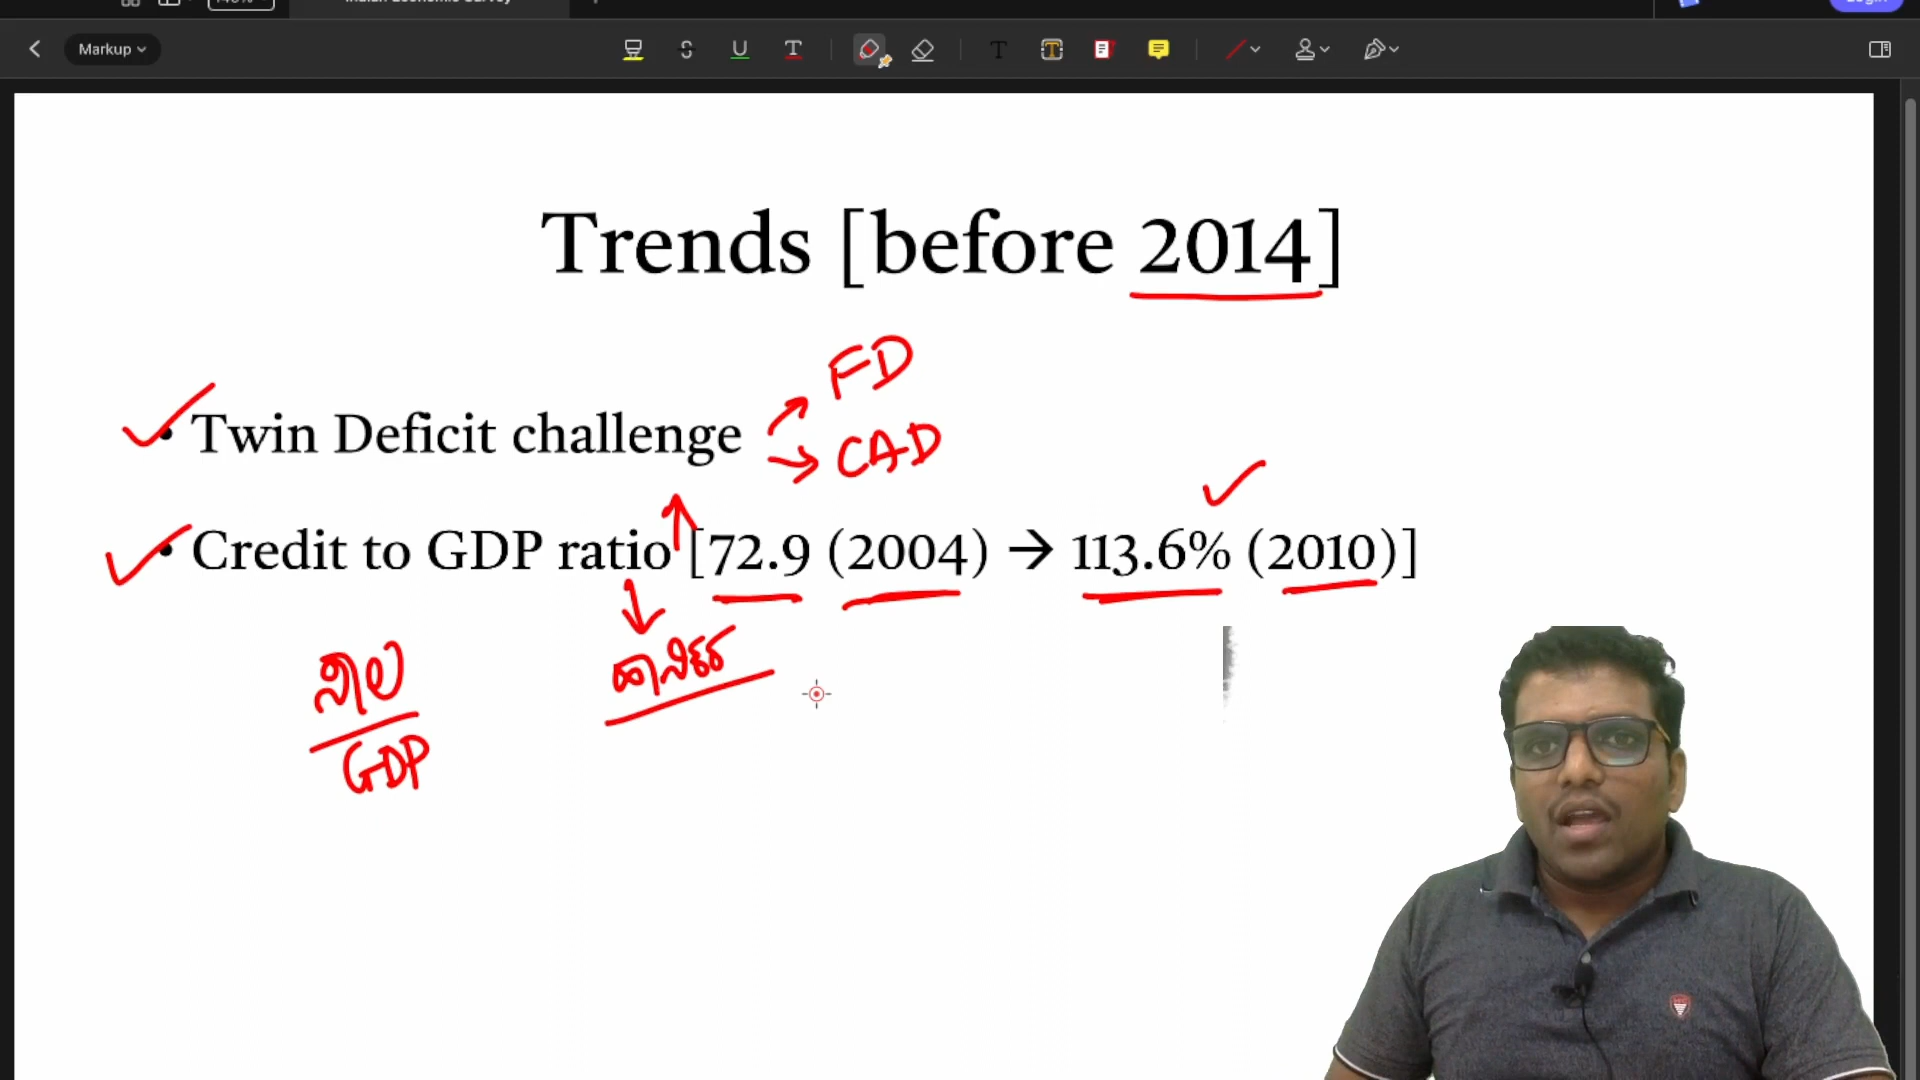 Markup
Trends [before 2014]
FD
• Twin Deficit challenge
CAD
• Credit to GDP ratio [72.9 (2004) → 113.6% (2010)]
ಸಾಲ
GDP